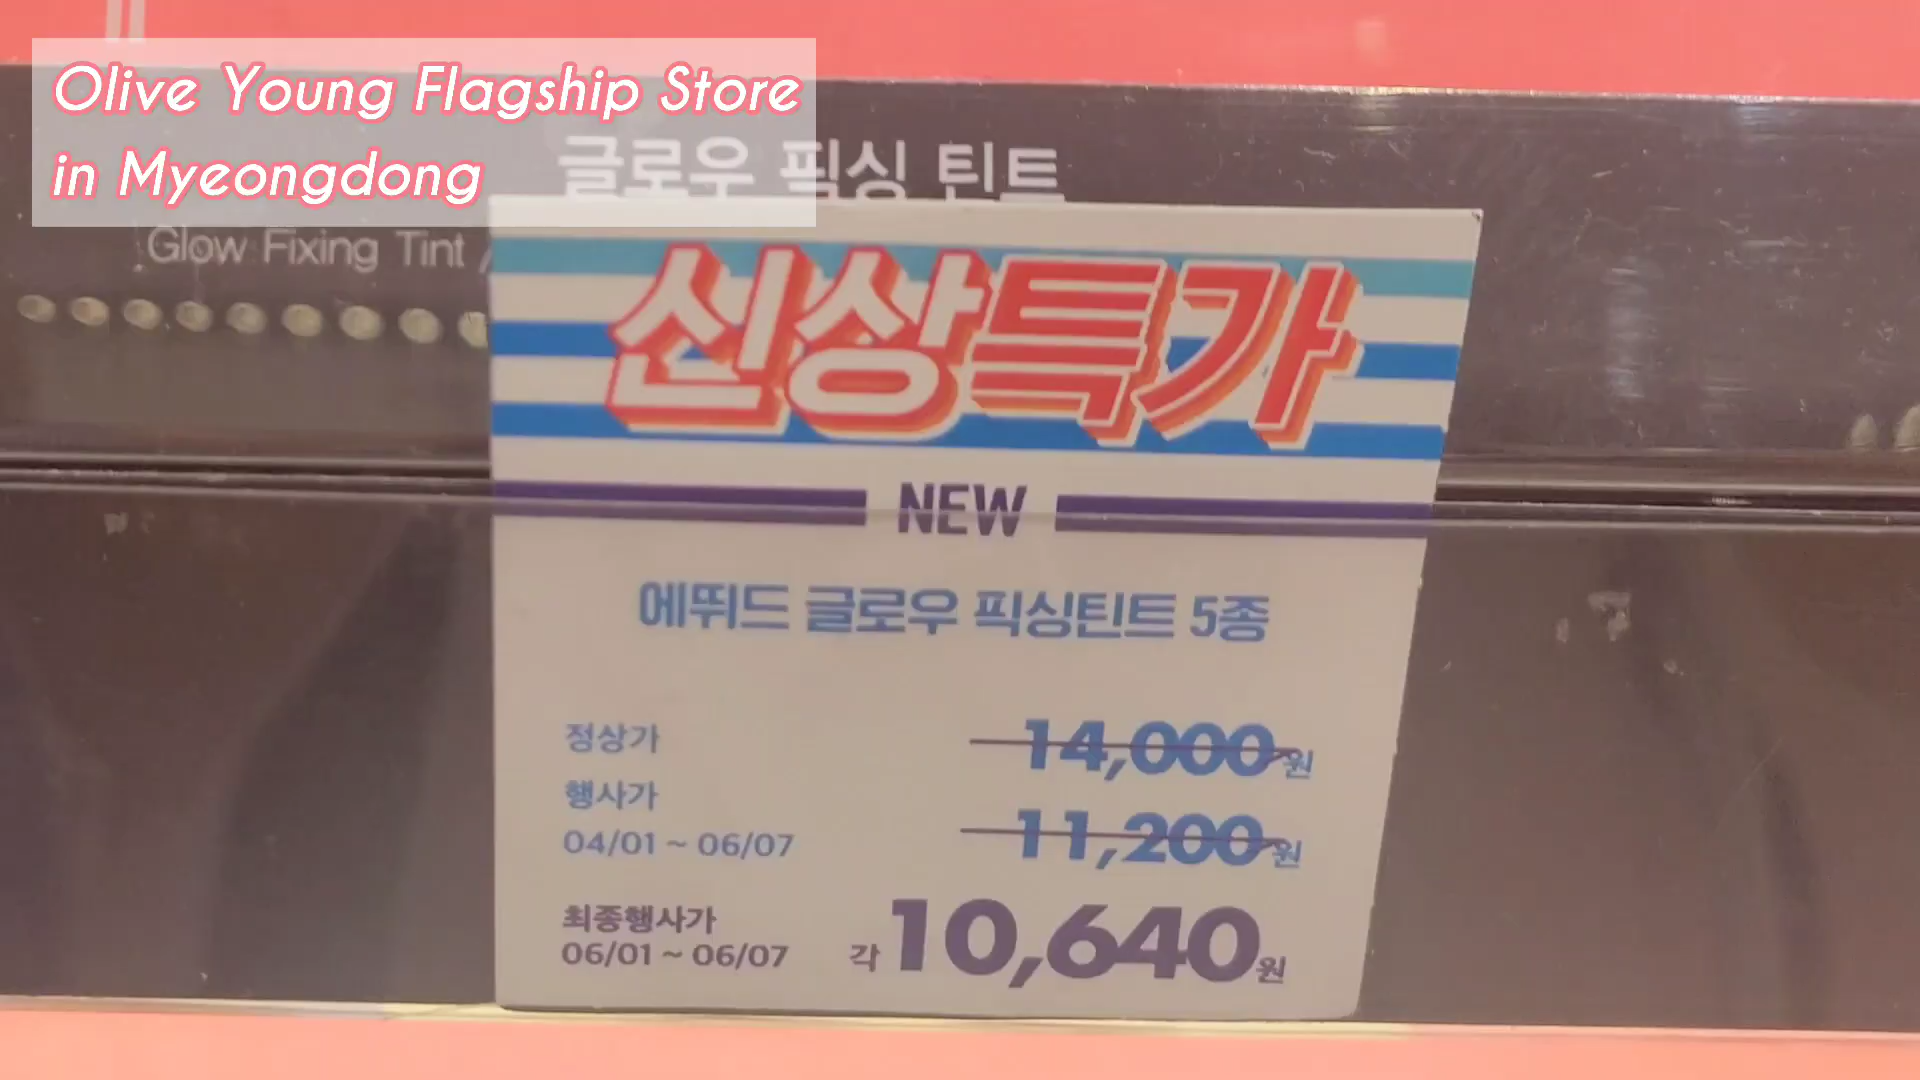 Olive Young Flagship Store
in Myeongdong
글로우 픽싱 틴트
Glow Fixing Tint /
신상특가
NEW
에뛰드 글로우 픽싱틴트 5종
정상가 14,000원
행사가
04/01 ~ 06/07 11,200원
최종행사가
06/01 ~ 06/07 각 10,640원